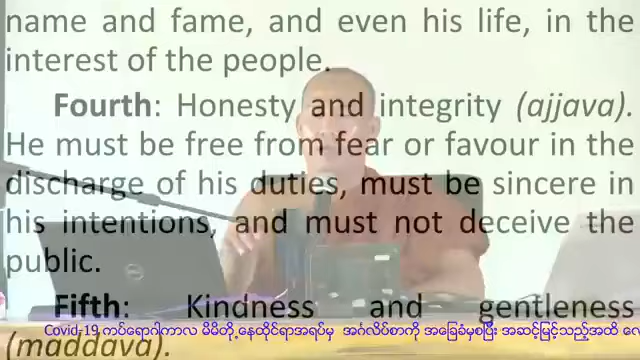 name and fame, and even his life, in the
interest of the people.
Fourth: Honesty and integrity (ajjava).
He must be free from fear or favour in the
discharge of his duties, must be sincere in
his intentions, and must not deceive the
public.
Fifth: Kindness and gentleness
Covid-19 ကပ်ရောဂါကာလ မိမိတို့နေထိုင်ရာအရပ်မှ အင်္ဂလိပ်စာကို အခြေခံမှစပြီး အဆင့်မြင့်သည့်အထိ လေ
(maddava).